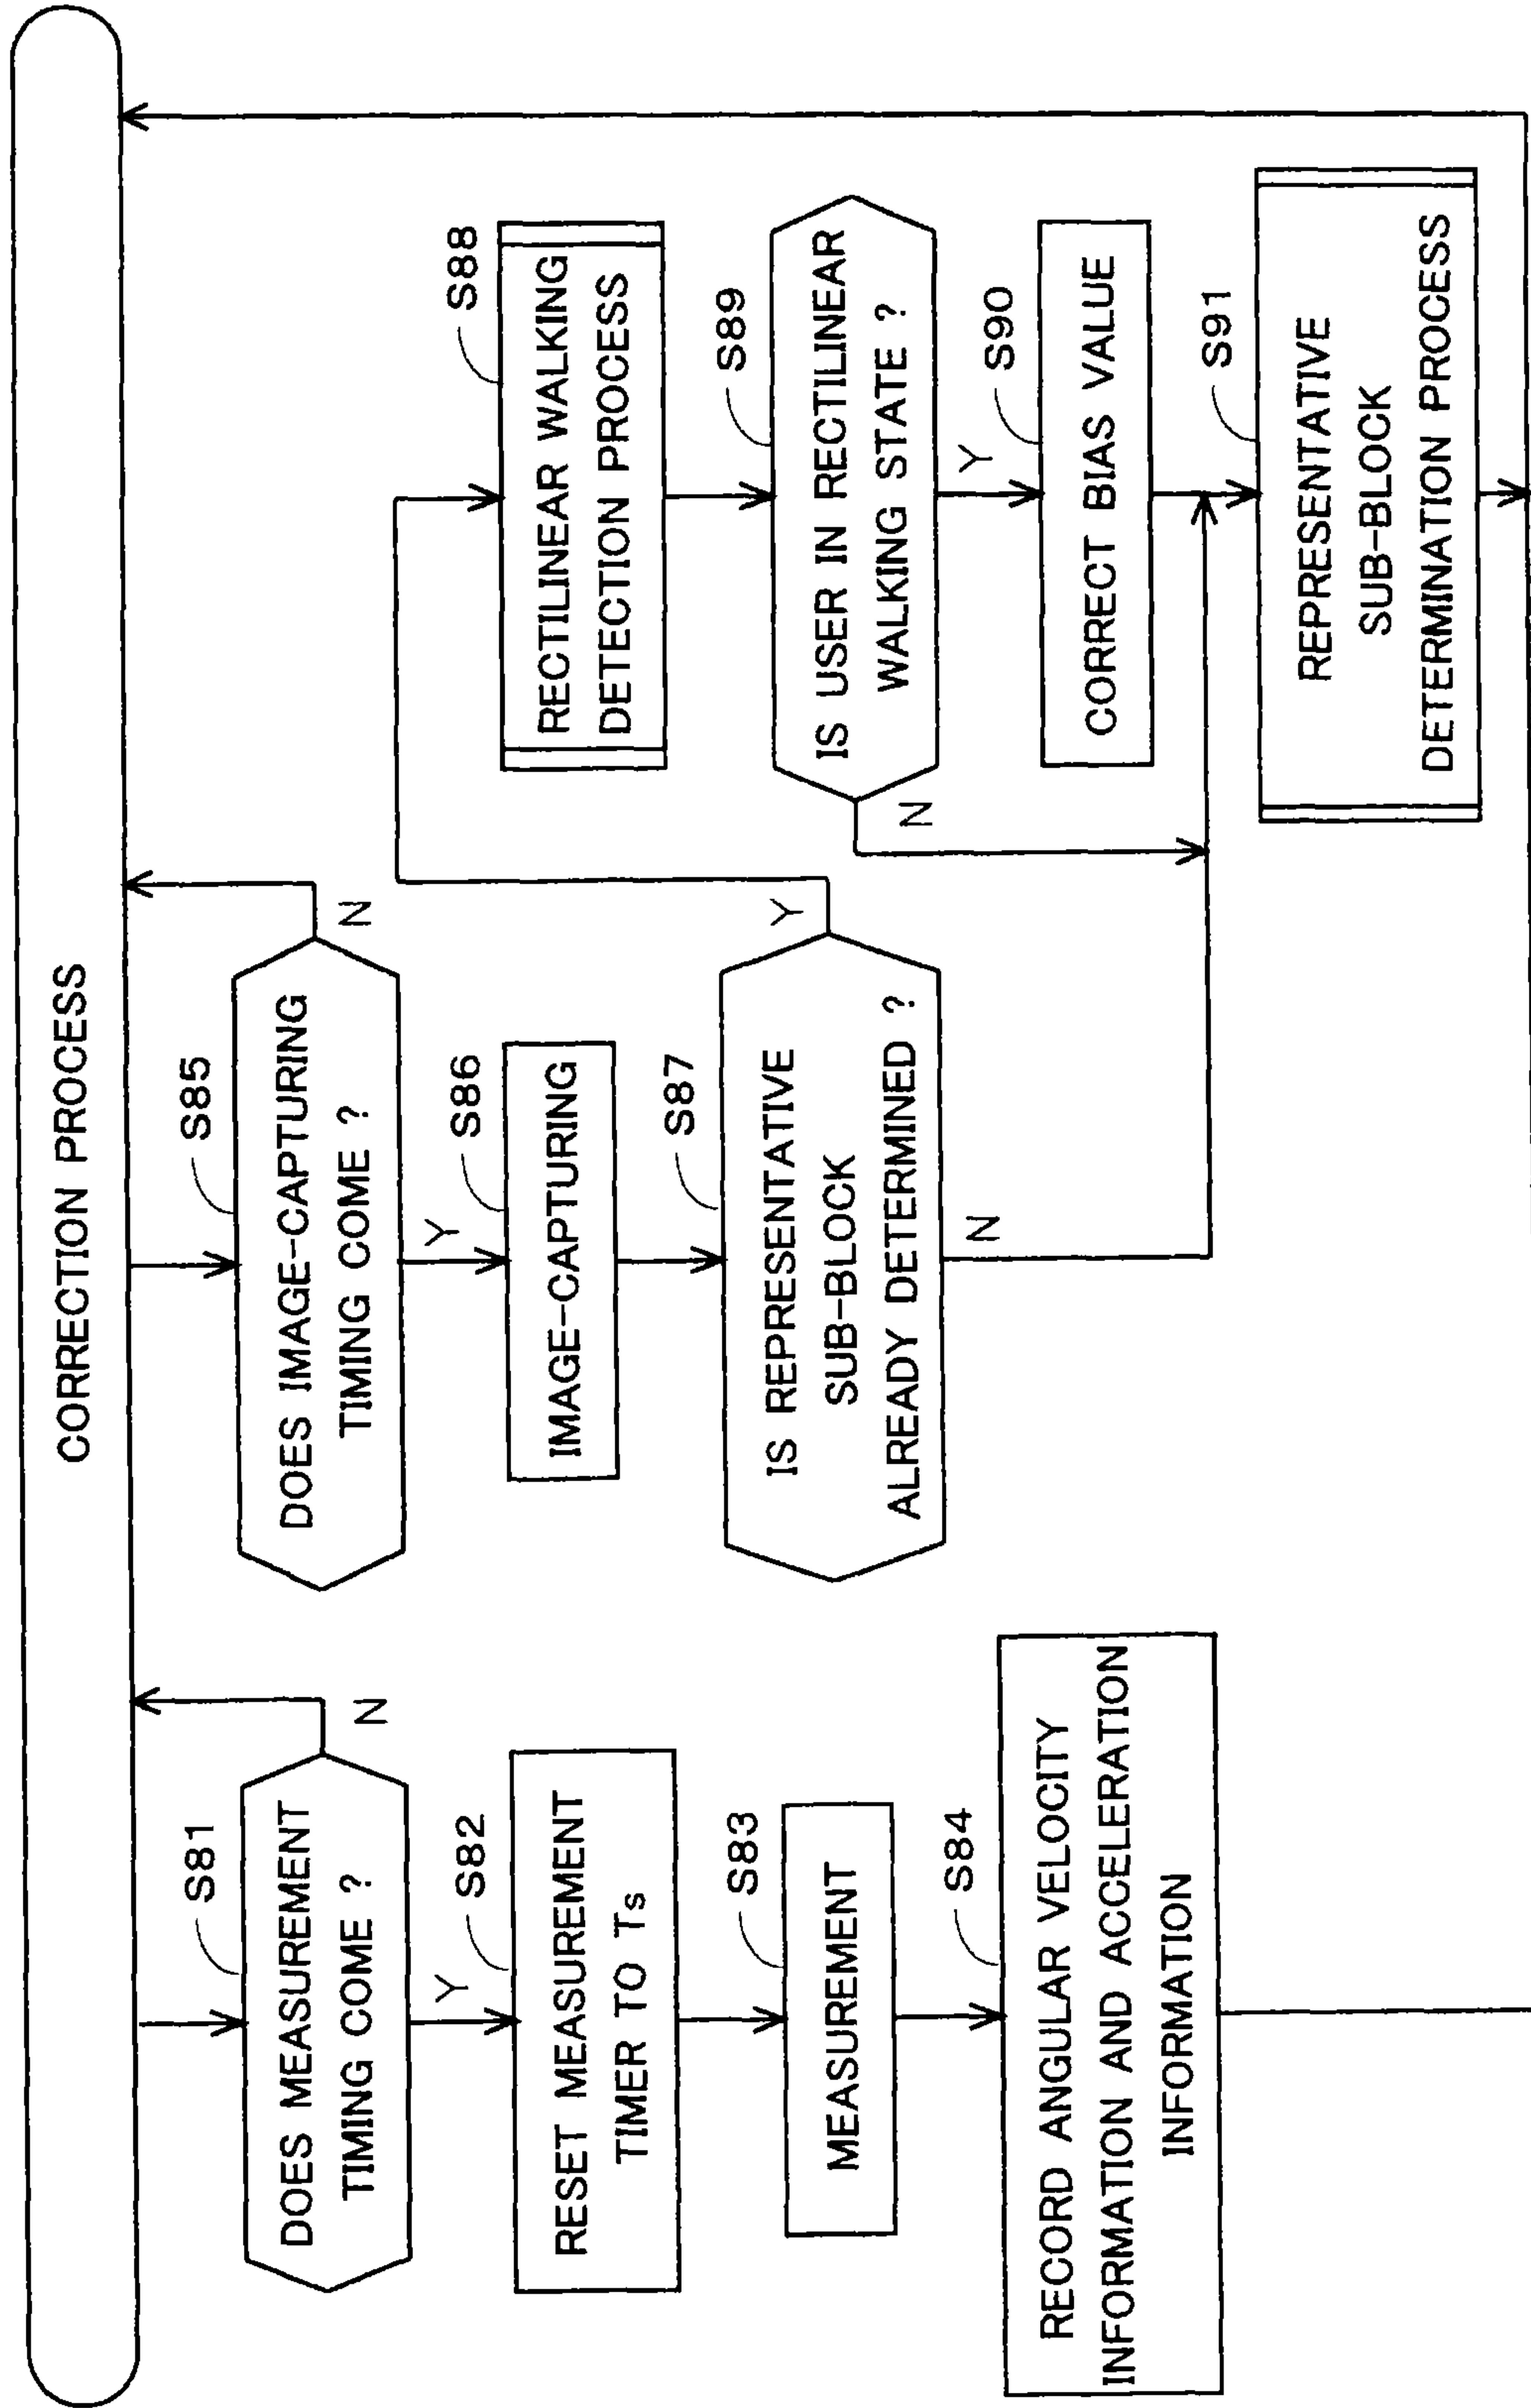 CORRECTION PROCESS
S81
DOES MEASUREMENT
TIMING COME ?
N
Y
S82
RESET MEASUREMENT
TIMER TO Ts
S83
MEASUREMENT
S84
RECORD ANGULAR VELOCITY
INFORMATION AND ACCELERATION
INFORMATION
S85
DOES IMAGE-CAPTURING
TIMING COME ?
N
Y
S86
IMAGE-CAPTURING
S87
IS REPRESENTATIVE
SUB-BLOCK
ALREADY DETERMINED ?
Y
N
S88
RECTILINEAR WALKING
DETECTION PROCESS
S89
IS USER IN RECTILINEAR
WALKING STATE ?
N
Y
S90
CORRECT BIAS VALUE
S91
REPRESENTATIVE
SUB-BLOCK
DETERMINATION PROCESS